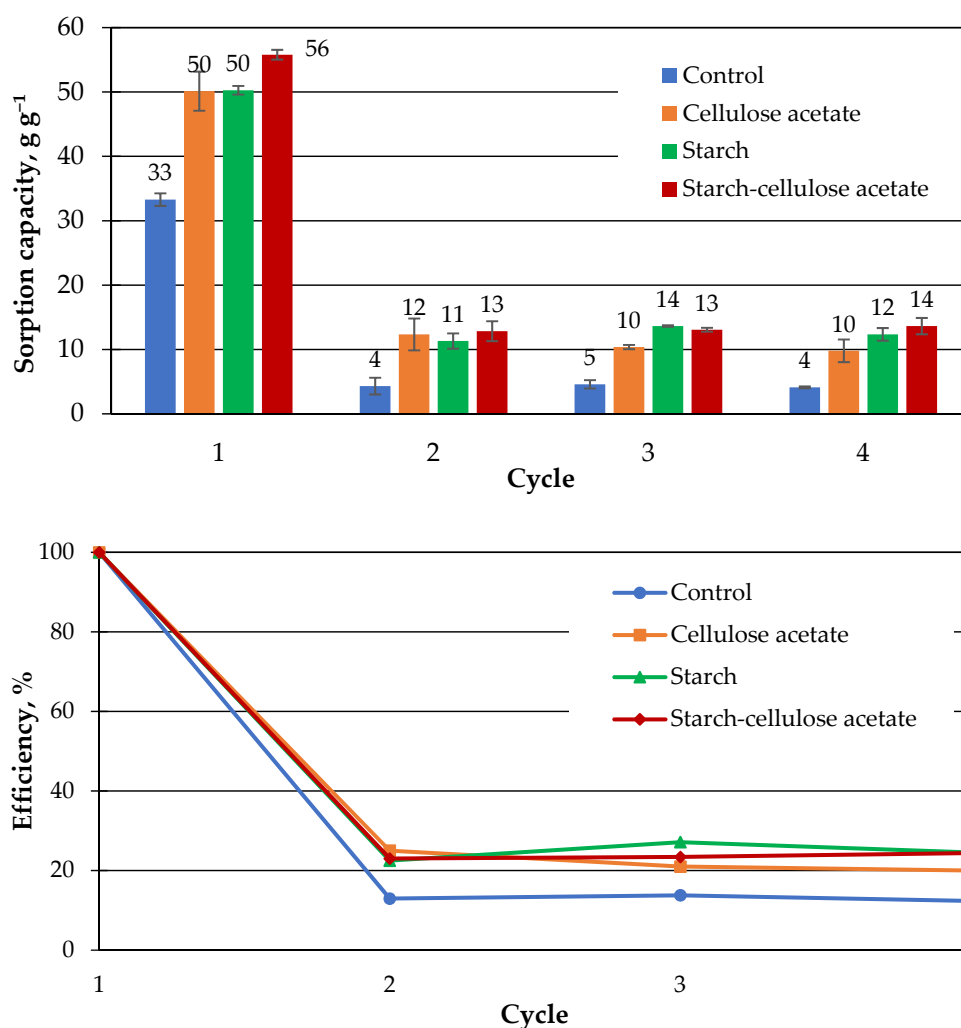 60
50
40
30
20
10
0
Sorption capacity, g g⁻¹
33
50
50
56
4
12
11
13
5
10
14
13
4
10
12
14
Control
Cellulose acetate
Starch
Starch-cellulose acetate
1 2 3 4
Cycle
100
80
60
40
20
0
Efficiency, %
Control
Cellulose acetate
Starch
Starch-cellulose acetate
1 2 3
Cycle